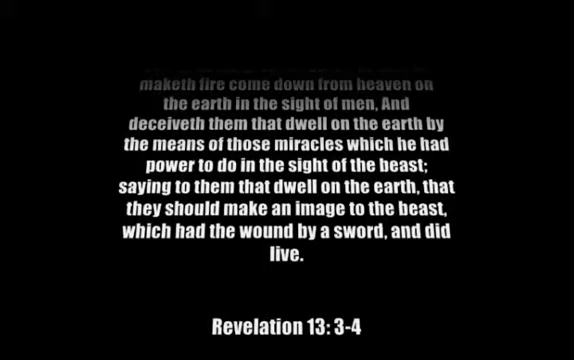 maketh fire come down from heaven on
the earth in the sight of men, And
deceiveth them that dwell on the earth by
the means of those miracles which he had
power to do in the sight of the beast;
saying to them that dwell on the earth, that
they should make an image to the beast,
which had the wound by a sword, and did
live.
Revelation 13: 3-4